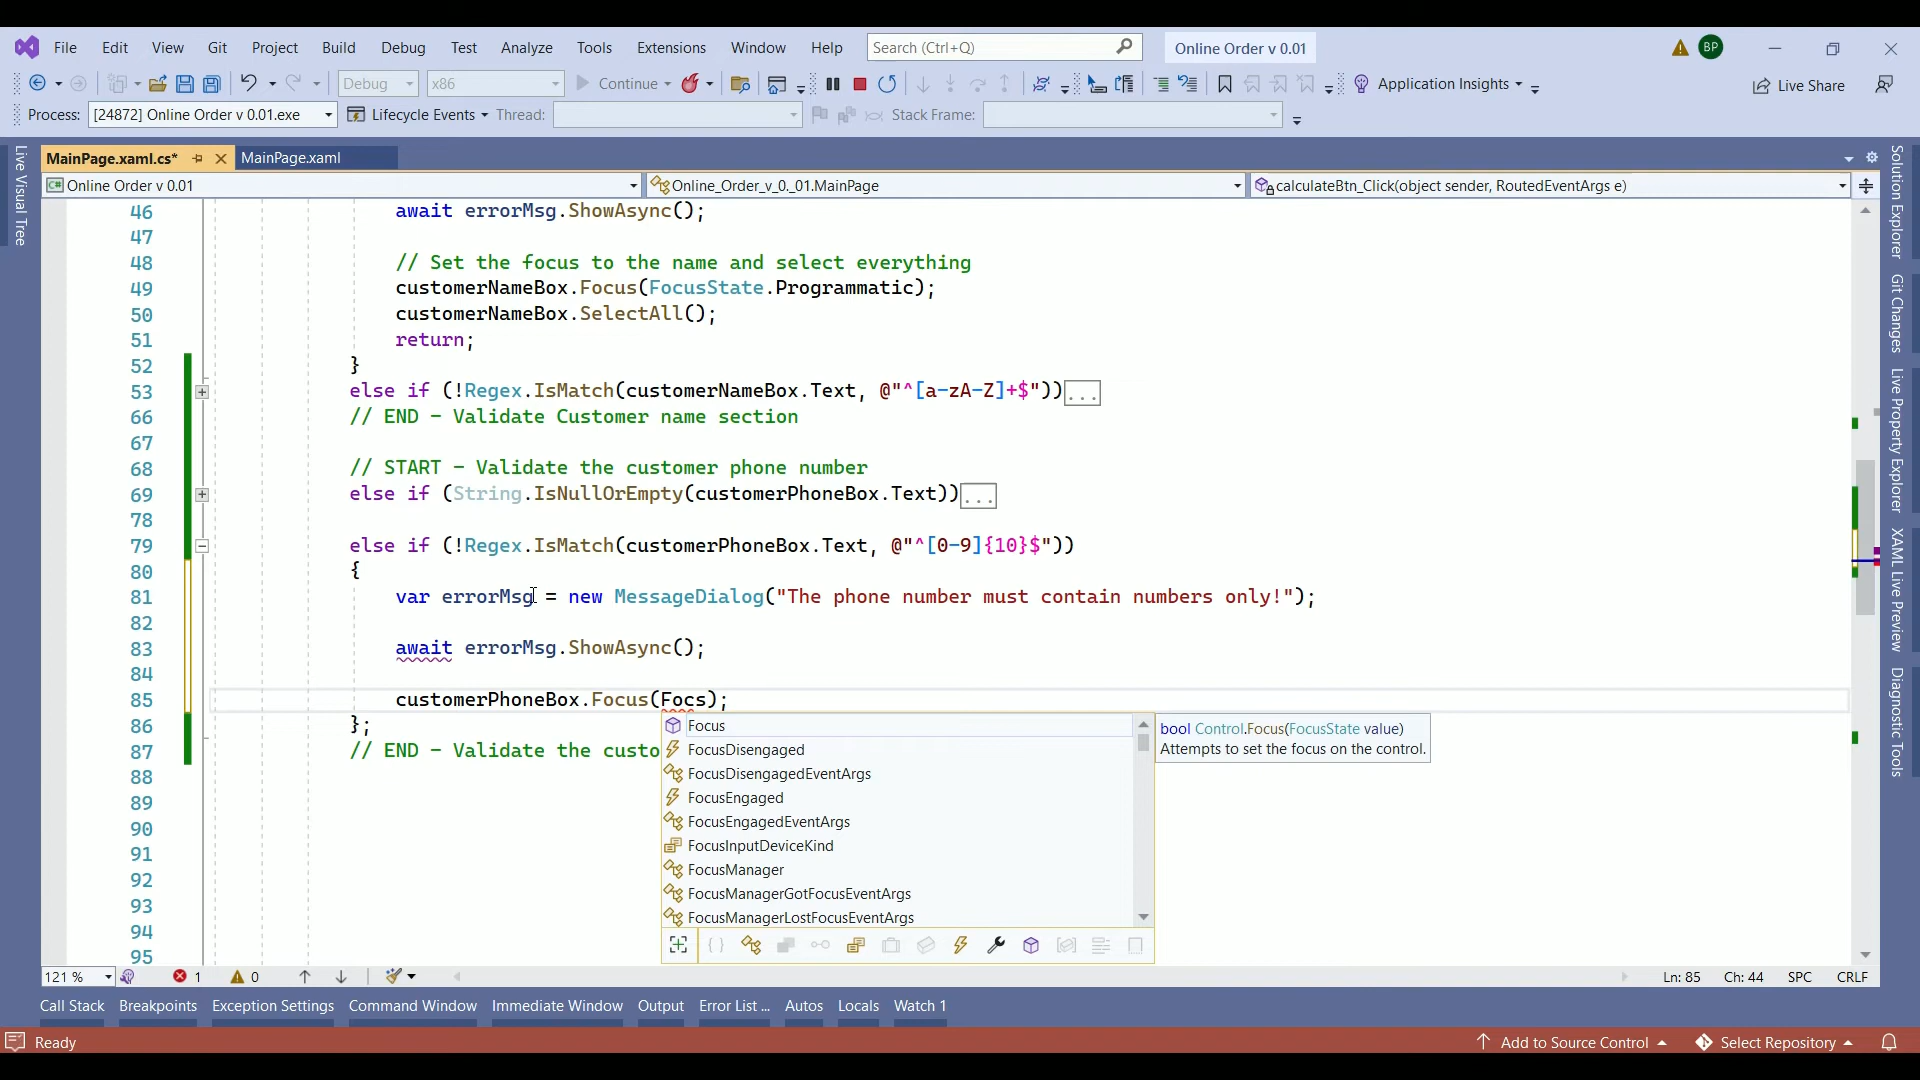 File Edit View Git Project Build Debug Test Analyze Tools Extensions Window Help Search (Ctrl+Q) Online Order v 0.01 BP
Debug x86 Continue Application Insights Live Share
Process: [24872] Online Order v 0.01.exe Lifecycle Events Thread: Stack Frame:
MainPage.xaml.cs* MainPage.xaml
C# Online Order v 0.01 Online_Order_v_0._01.MainPage calculateBtn_Click(object sender, RoutedEventArgs e)
Live Visual Tree
46 await errorMsg.ShowAsync();
47
48 // Set the focus to the name and select everything
49 customerNameBox.Focus(FocusState.Programmatic);
50 customerNameBox.SelectAll();
51 return;
52 }
53 else if (!Regex.IsMatch(customerNameBox.Text, @"^[a-zA-Z]+$"))...
66 // END - Validate Customer name section
67
68 // START - Validate the customer phone number
69 else if (String.IsNullOrEmpty(customerPhoneBox.Text))...
78
79 else if (!Regex.IsMatch(customerPhoneBox.Text, @"^[0-9]{10}$"))
80 {
81 var errorMsg = new MessageDialog("The phone number must contain numbers only!");
82
83 await errorMsg.ShowAsync();
84
85 customerPhoneBox.Focus(Focs);
86 };
87 // END - Validate the custo
88
89
90
91
92
93
94
95
Focus
FocusDisengaged
FocusDisengagedEventArgs
FocusEngaged
FocusEngagedEventArgs
FocusInputDeviceKind
FocusManager
FocusManagerGotFocusEventArgs
FocusManagerLostFocusEventArgs
bool Control.Focus(FocusState value)
Attempts to set the focus on the control.
Solution Explorer
Git Changes
Live Property Explorer
XAML Live Preview
Diagnostic Tools
121 % 1 0 Ln: 85 Ch: 44 SPC CRLF
Call Stack Breakpoints Exception Settings Command Window Immediate Window Output Error List ... Autos Locals Watch 1
Ready Add to Source Control Select Repository